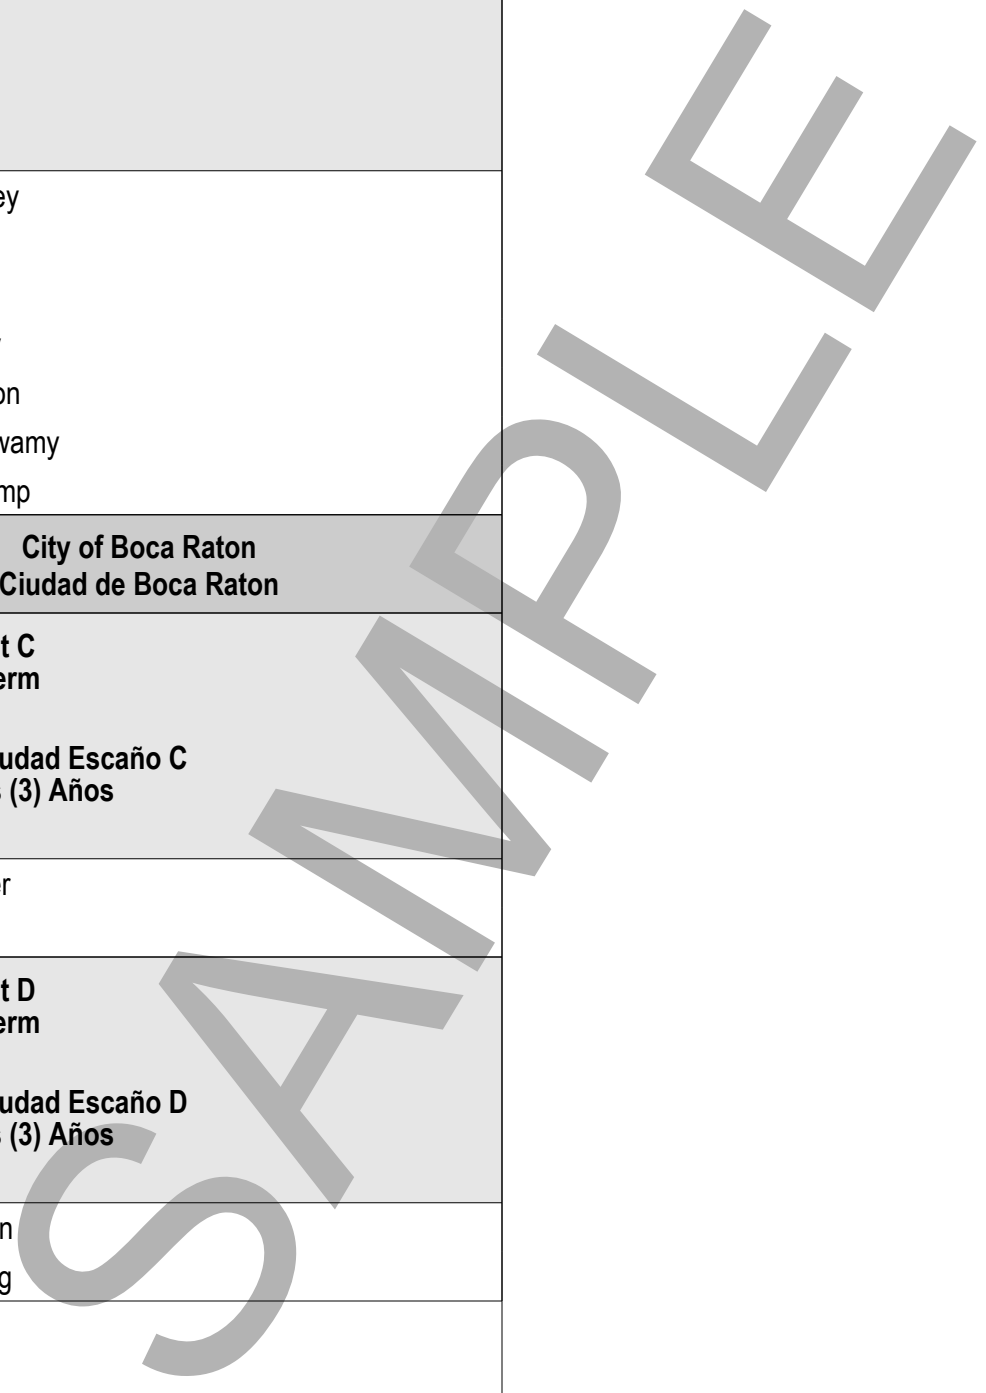 ey
on
wamy
mp
City of Boca Raton
Ciudad de Boca Raton
t C
erm
udad Escaño C
s (3) Años
er
t D
erm
udad Escaño D
s (3) Años
n
g
SAMPLE